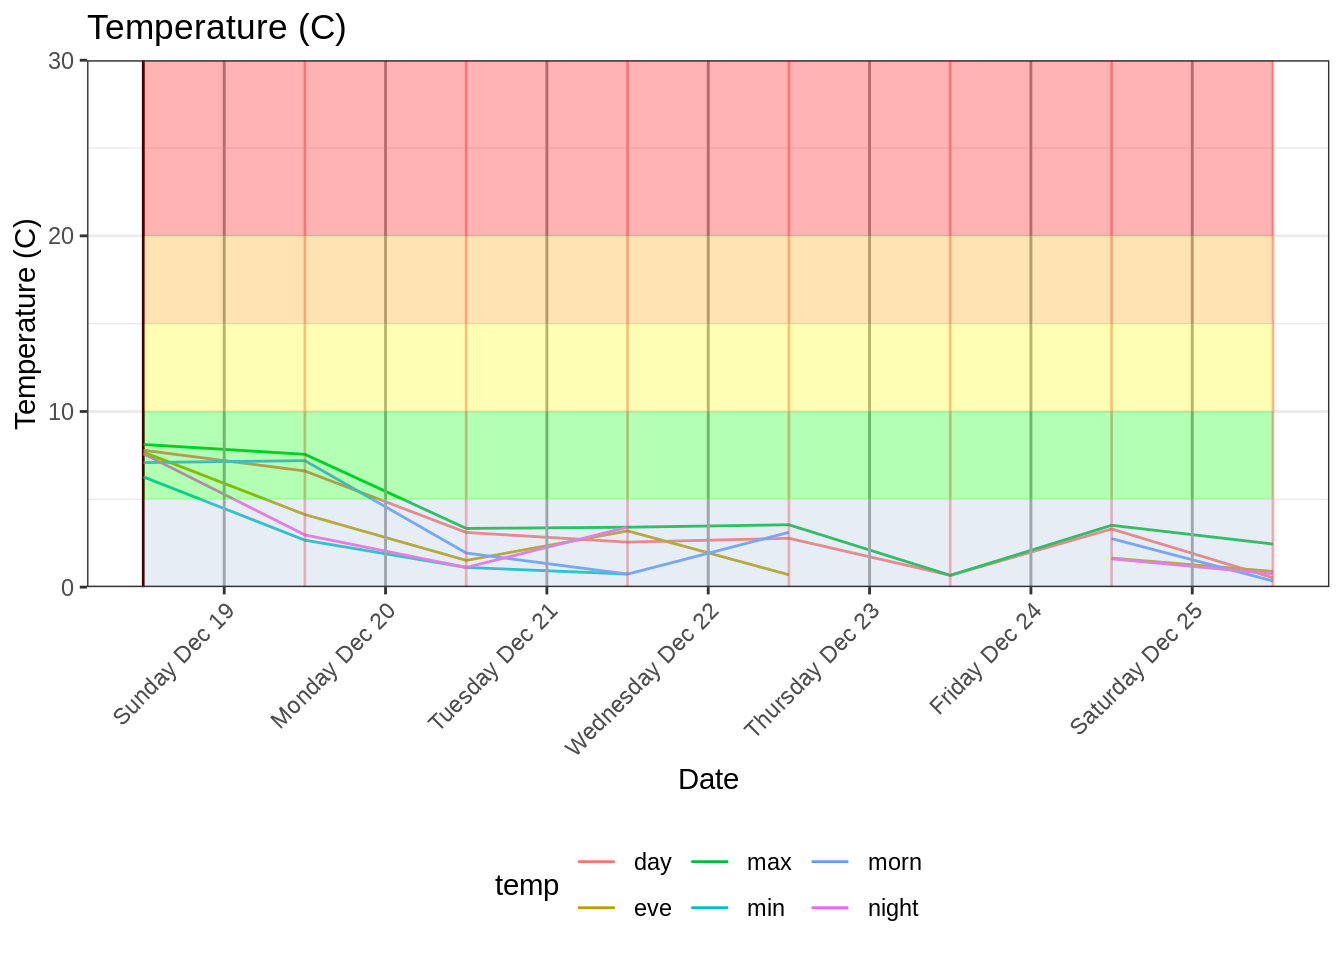 Temperature (C)
30
20
10
0
Temperature (C)
Sunday Dec 19
Monday Dec 20
Tuesday Dec 21
Wednesday Dec 22
Thursday Dec 23
Friday Dec 24
Saturday Dec 25
Date
temp
day max morn
eve min night